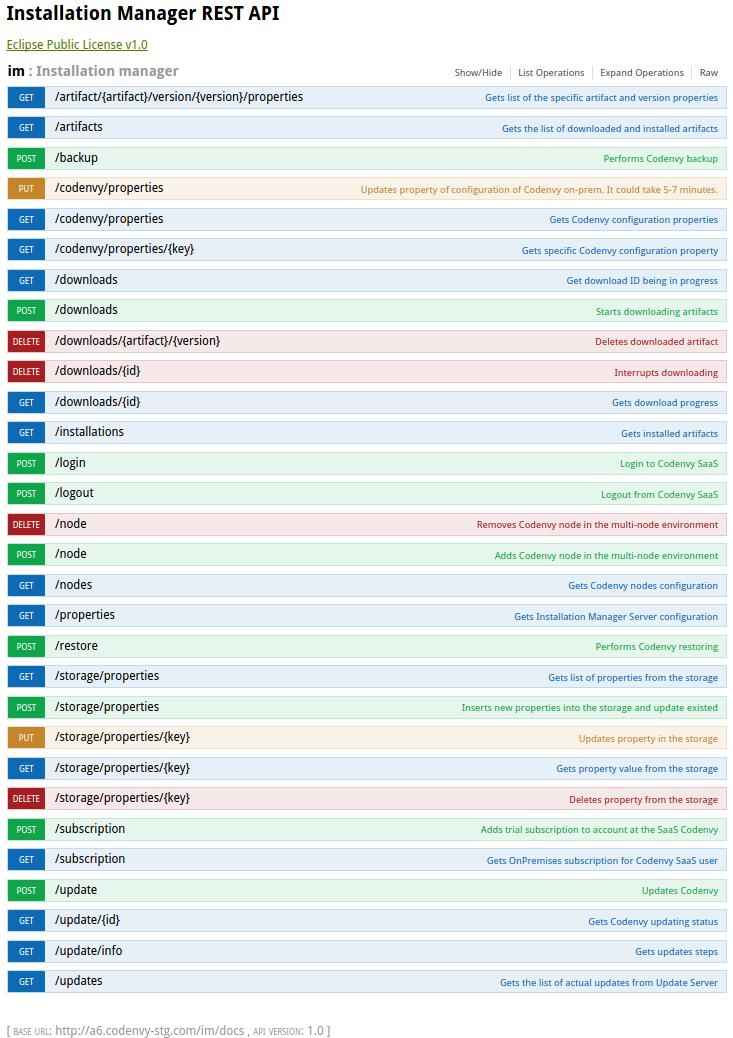 Installation Manager REST API
Eclipse Public License v1.0
im : Installation manager Show/Hide List Operations Expand Operations Raw
GET /artifact/{artifact}/version/{version}/properties Gets list of the specific artifact and version properties
GET /artifacts Gets the list of downloaded and installed artifacts
POST /backup Performs Codenvy backup
PUT /codenvy/properties Updates property of configuration of Codenvy on-prem. It could take 5-7 minutes.
GET /codenvy/properties Gets Codenvy configuration properties
GET /codenvy/properties/{key} Gets specific Codenvy configuration property
GET /downloads Get download ID being in progress
POST /downloads Starts downloading artifacts
DELETE /downloads/{artifact}/{version} Deletes downloaded artifact
DELETE /downloads/{id} Interrupts downloading
GET /downloads/{id} Gets download progress
GET /installations Gets installed artifacts
POST /login Login to Codenvy SaaS
POST /logout Logout from Codenvy SaaS
DELETE /node Removes Codenvy node in the multi-node environment
POST /node Adds Codenvy node in the multi-node environment
GET /nodes Gets Codenvy nodes configuration
GET /properties Gets Installation Manager Server configuration
POST /restore Performs Codenvy restoring
GET /storage/properties Gets list of properties from the storage
POST /storage/properties Inserts new properties into the storage and update existed
PUT /storage/properties/{key} Updates property in the storage
GET /storage/properties/{key} Gets property value from the storage
DELETE /storage/properties/{key} Deletes property from the storage
POST /subscription Adds trial subscription to account at the SaaS Codenvy
GET /subscription Gets OnPremises subscription for Codenvy SaaS user
POST /update Updates Codenvy
GET /update/{id} Gets Codenvy updating status
GET /update/info Gets updates steps
GET /updates Gets the list of actual updates from Update Server
[ BASE URL: http://a6.codenvy-stg.com/im/docs , API VERSION: 1.0 ]